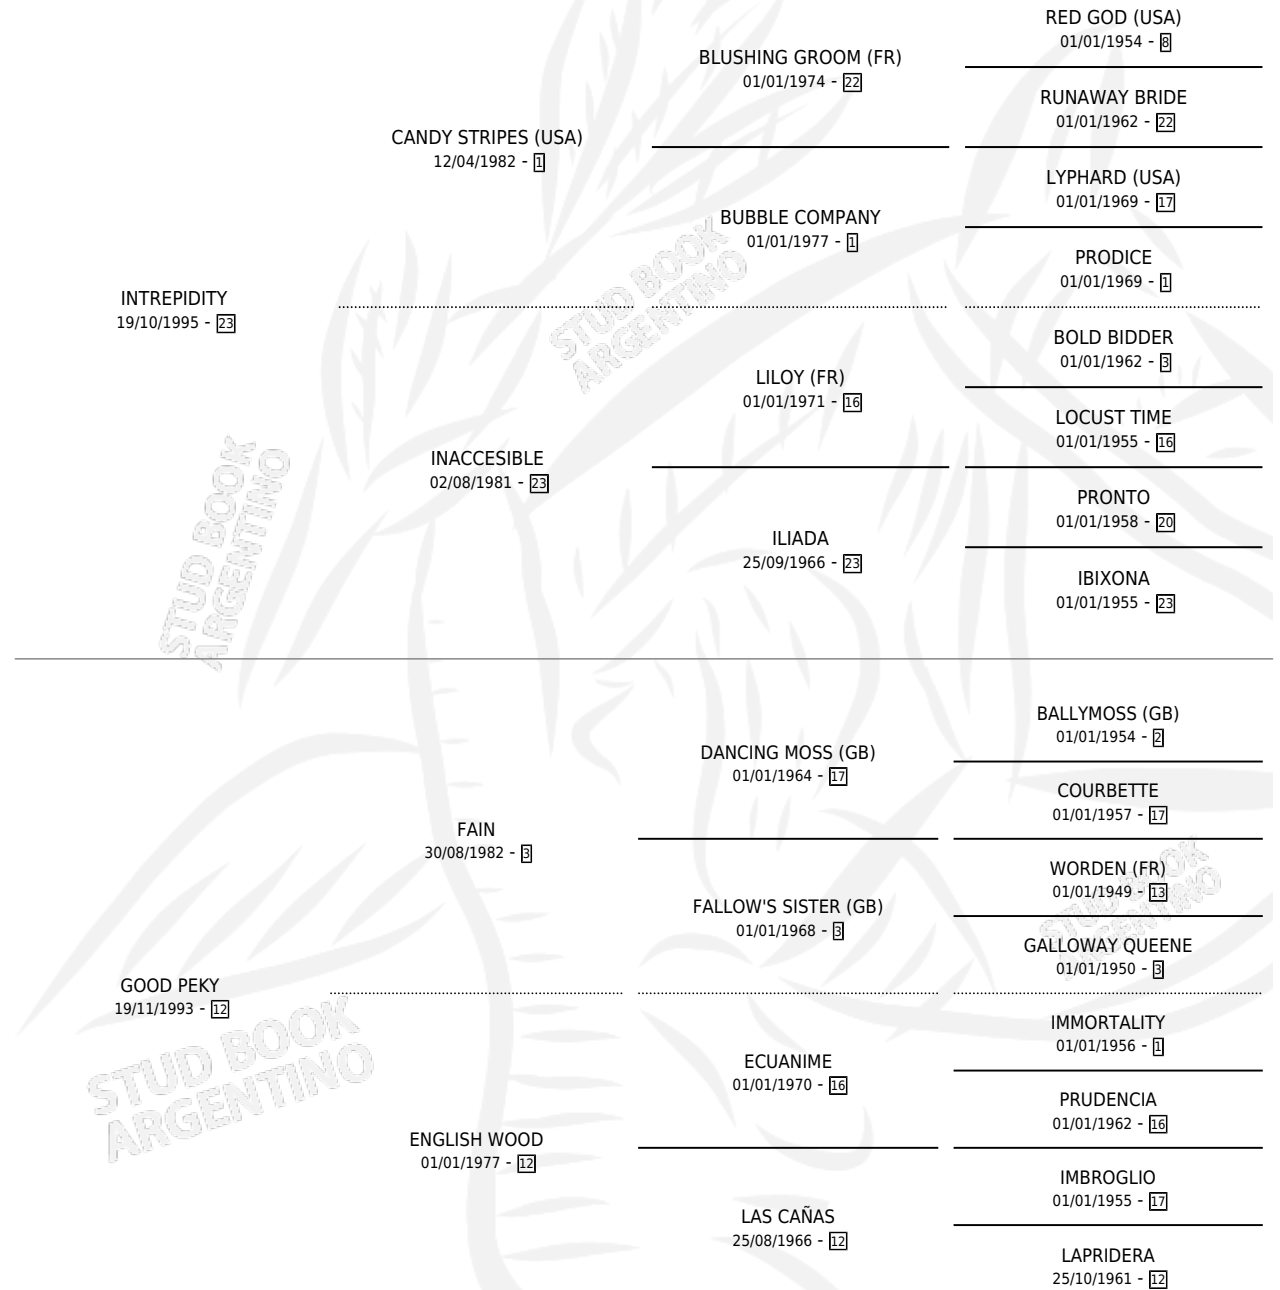 RED GOD (USA)
01/01/1954 - 8
BLUSHING GROOM (FR)
01/01/1974 - 22
RUNAWAY BRIDE
01/01/1962 - 22
CANDY STRIPES (USA)
12/04/1982 - 1
LYPHARD (USA)
01/01/1969 - 17
BUBBLE COMPANY
01/01/1977 - 1
PRODICE
01/01/1969 - 1
INTREPIDITY
19/10/1995 - 23
BOLD BIDDER
01/01/1962 - 3
LILOY (FR)
01/01/1971 - 16
LOCUST TIME
01/01/1955 - 16
INACCESIBLE
02/08/1981 - 23
PRONTO
01/01/1958 - 20
ILIADA
25/09/1966 - 23
IBIXONA
01/01/1955 - 23
BALLYMOSS (GB)
01/01/1954 - 2
DANCING MOSS (GB)
01/01/1964 - 17
COURBETTE
01/01/1957 - 17
FAIN
30/08/1982 - 3
WORDEN (FR)
01/01/1949 - 13
FALLOW'S SISTER (GB)
01/01/1968 - 3
GALLOWAY QUEENE
01/01/1950 - 3
GOOD PEKY
19/11/1993 - 12
IMMORTALITY
01/01/1956 - 1
ECUANIME
01/01/1970 - 16
PRUDENCIA
01/01/1962 - 16
ENGLISH WOOD
01/01/1977 - 12
IMBROGLIO
01/01/1955 - 17
LAS CAÑAS
25/08/1966 - 12
LAPRIDERA
25/10/1961 - 12
STUD BOOK
ARGENTINO
STUD BOOK
ARGENTINO
STUD BOOK
ARGENTINO
STUD BOOK
ARGENTINO